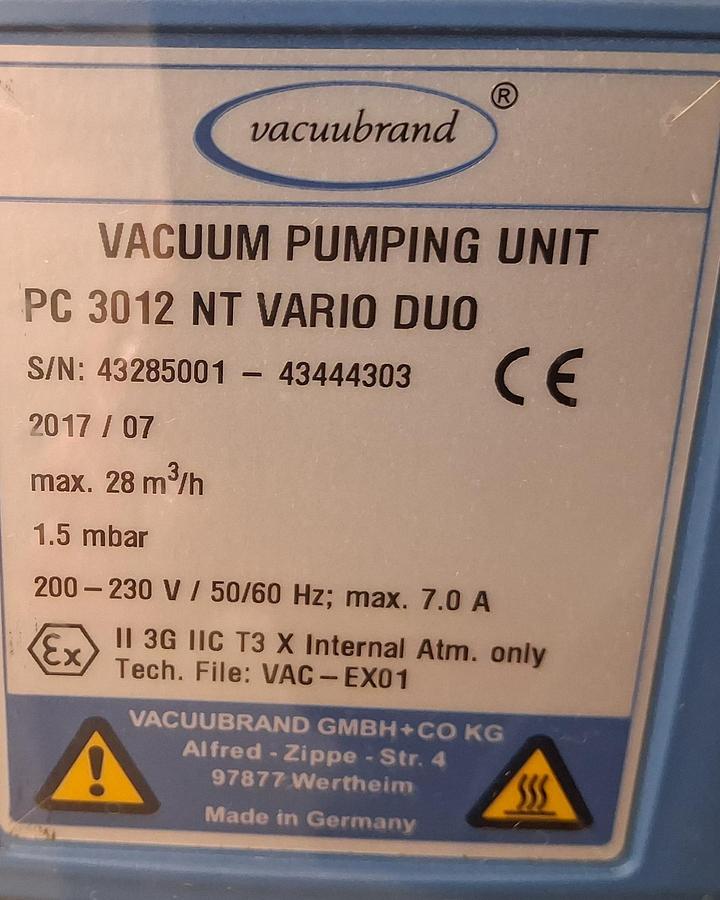 vacuubrand ®
VACUUM PUMPING UNIT
PC 3012 NT VARIO DUO
S/N: 43285001 – 43444303
CE
2017 / 07
max. 28 m³/h
1.5 mbar
200 – 230 V / 50/60 Hz; max. 7.0 A
Ex II 3G IIC T3 X Internal Atm. only
Tech. File: VAC – EX01
VACUUBRAND GMBH+CO KG
Alfred - Zippe - Str. 4
97877 Wertheim
Made in Germany